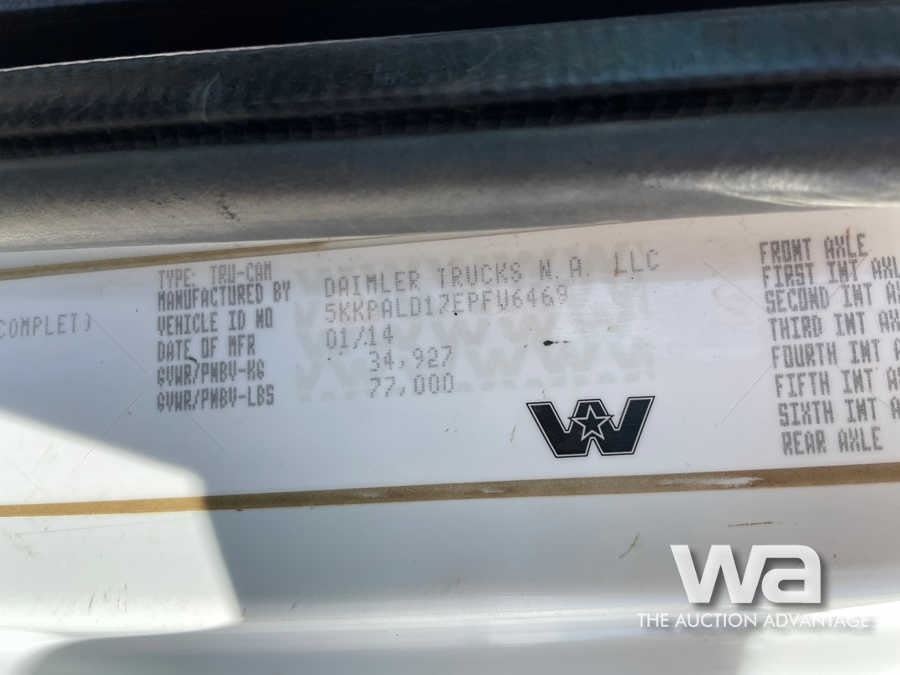 TYPE: TRU-CAM
MANUFACTURED BY DAIMLER TRUCKS N.A. LLC
VEHICLE ID NO 5KKPALD17EPFW6469
DATE OF MFR 01/14
GVWR/PNBV-KG 34,927
GVWR/PNBV-LBS 77,000
COMPLET)
FRONT AXLE
FIRST INT AXL
SECOND INT AX
THIRD INT AX
FOURTH INT A
FIFTH INT A
SIXTH INT A
REAR AXLE
W
wa
THE AUCTION ADVANTAGE